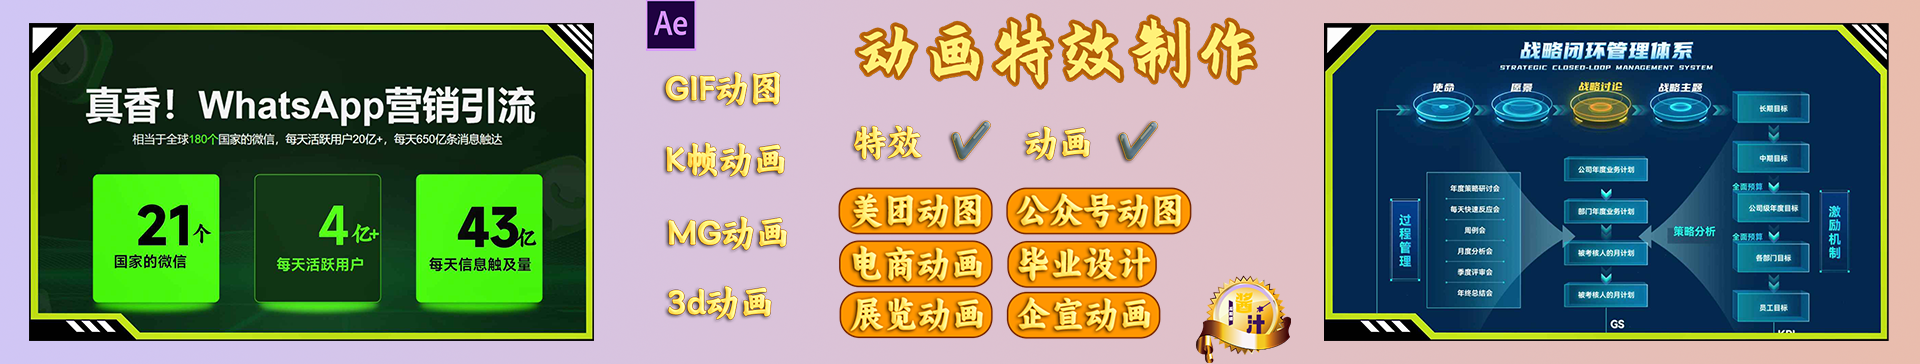 真香！WhatsApp营销引流
相当于全球180个国家的微信，每天活跃用户20亿+，每天650亿条消息触达
21个
国家的微信
4亿+
每天活跃用户
43亿
每天信息触及量
Ae
GIF动图
K帧动画
MG动画
3d动画
动画特效制作
特效
动画
美团动图
公众号动图
电商动画
毕业设计
展览动画
企宣动画
酱
汁
战略闭环管理体系
STRATEGIC CLOSED-LOOP MANAGEMENT SYSTEM
使命
愿景
战略讨论
战略主题
过程管理
年度策略研讨会
每天快速反应会
周例会
月度分析会
季度评审会
年终总结会
公司年度业务计划
部门年度业务计划
被考核人的月计划
被考核人的月计划
GS
策略分析
长期目标
中期目标
全面预算
公司级年度目标
全面预算
各部门目标
员工目标
KPI
激励机制